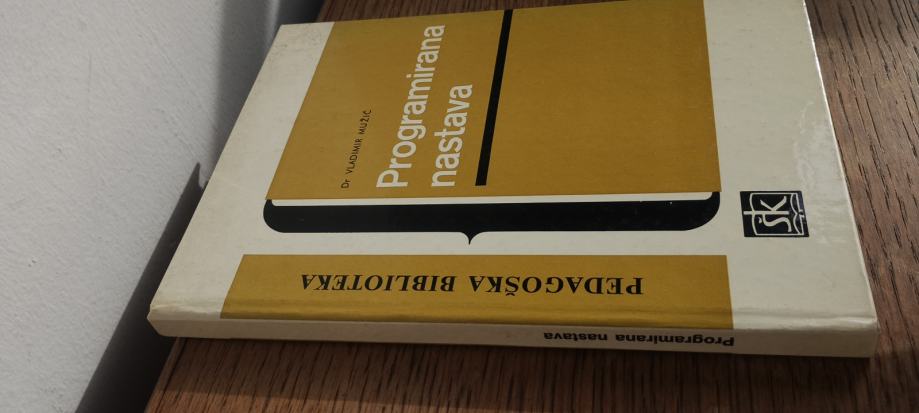 Dr VLADIMIR MUŽIĆ
Programirana
nastava
PEDAGOŠKA BIBLIOTEKA
šk
Programirana nastava